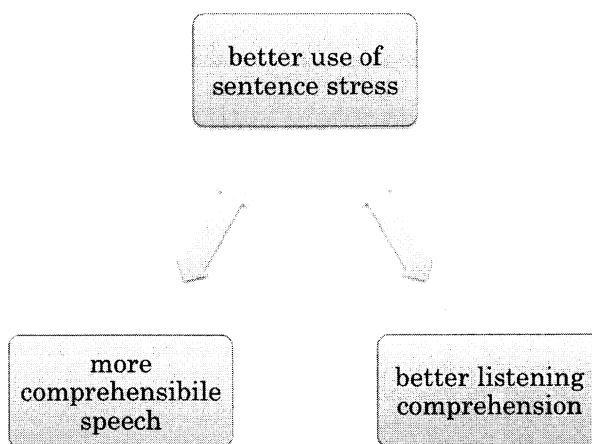 better use of
sentence stress
more
comprehensibile
speech
better listening
comprehension